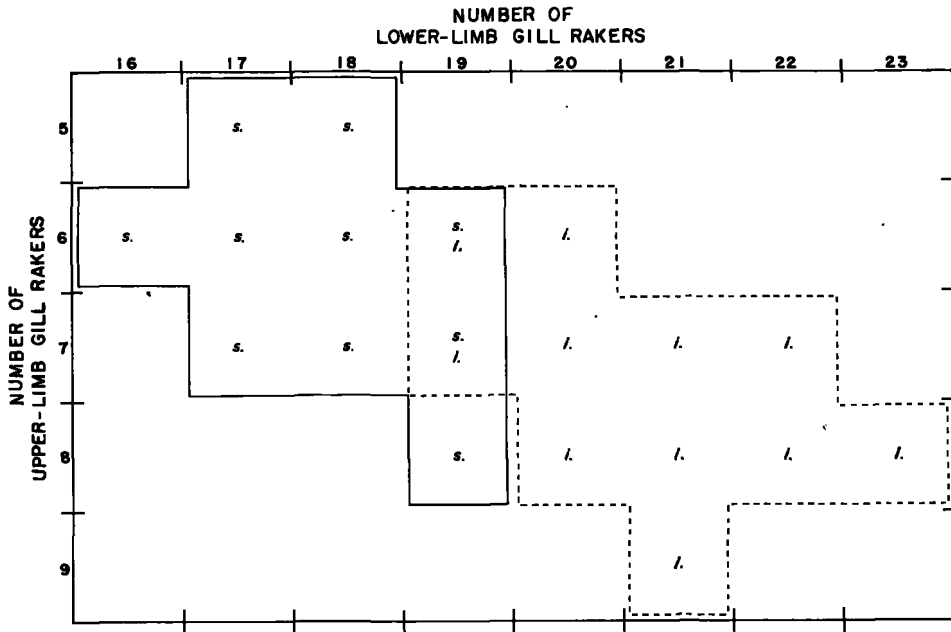 NUMBER OF
LOWER-LIMB GILL RAKERS
16 17 18 19 20 21 22 23
NUMBER OF
UPPER-LIMB GILL RAKERS
5 s. s.
s.
6 s. s. s. l.
l.
s.
7 s. s. l. l. l.
l.
8 s. l. l. l. l.
9 l.